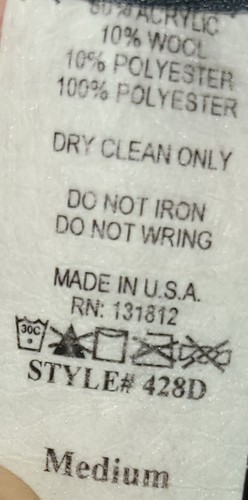 ACRYLIC
10% WOOL
10% POLYESTER
100% POLYESTER
DRY CLEAN ONLY
DO NOT IRON
DO NOT WRING
MADE IN U.S.A.
RN: 131812
30C
STYLE# 428D
Medium